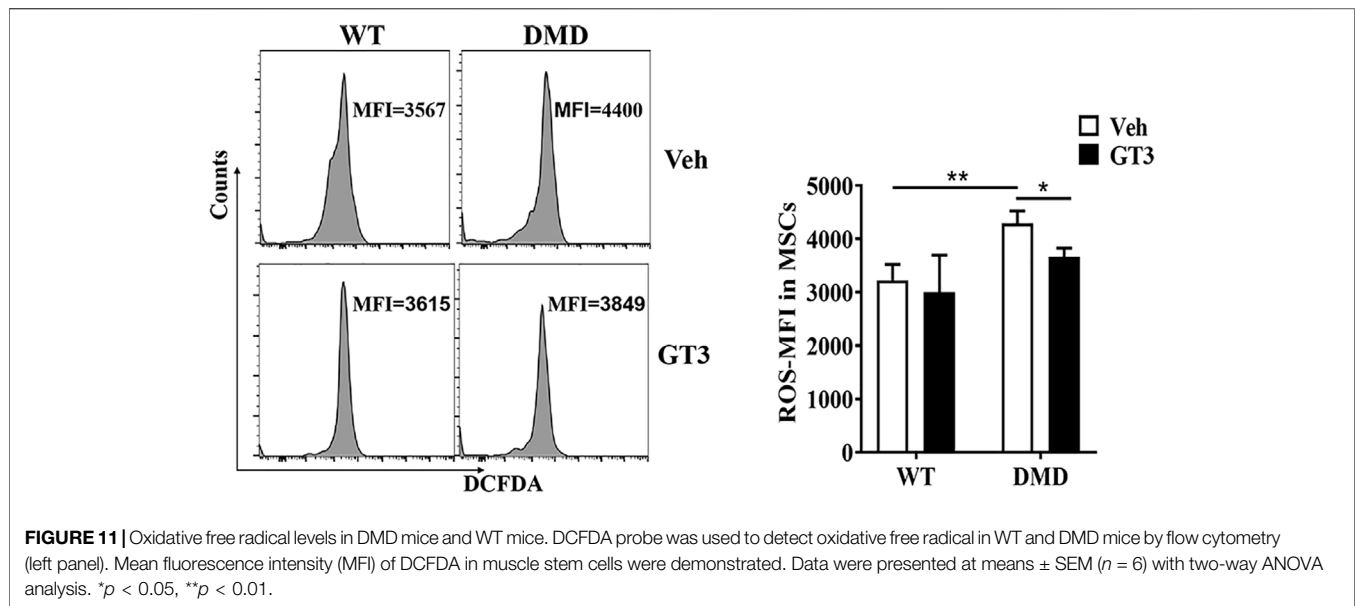 WT DMD
MFI=3567 MFI=4400
Veh
Counts
MFI=3615 MFI=3849
GT3
DCFDA
Veh
GT3
** *
ROS-MFI in MSCs
5000
4000
3000
2000
1000
0
WT DMD
FIGURE 11 | Oxidative free radical levels in DMD mice and WT mice. DCFDA probe was used to detect oxidative free radical in WT and DMD mice by flow cytometry
(left panel). Mean fluorescence intensity (MFI) of DCFDA in muscle stem cells were demonstrated. Data were presented at means ± SEM (n = 6) with two-way ANOVA
analysis. *p < 0.05, **p < 0.01.